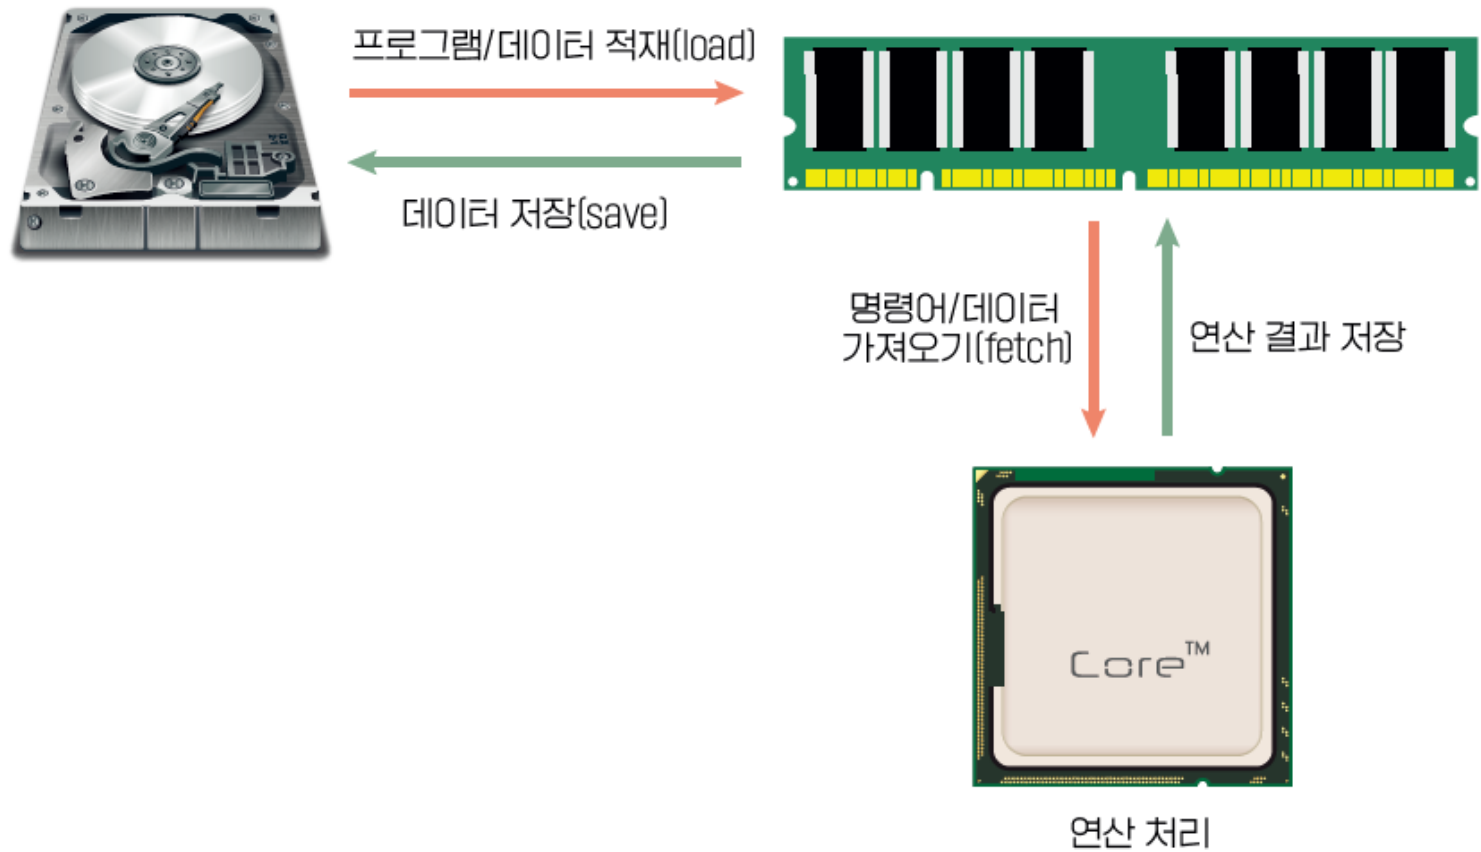 프로그램/데이터 적재(load)
데이터 저장(save)
명령어/데이터
가져오기(fetch)
연산 결과 저장
Core™
연산 처리